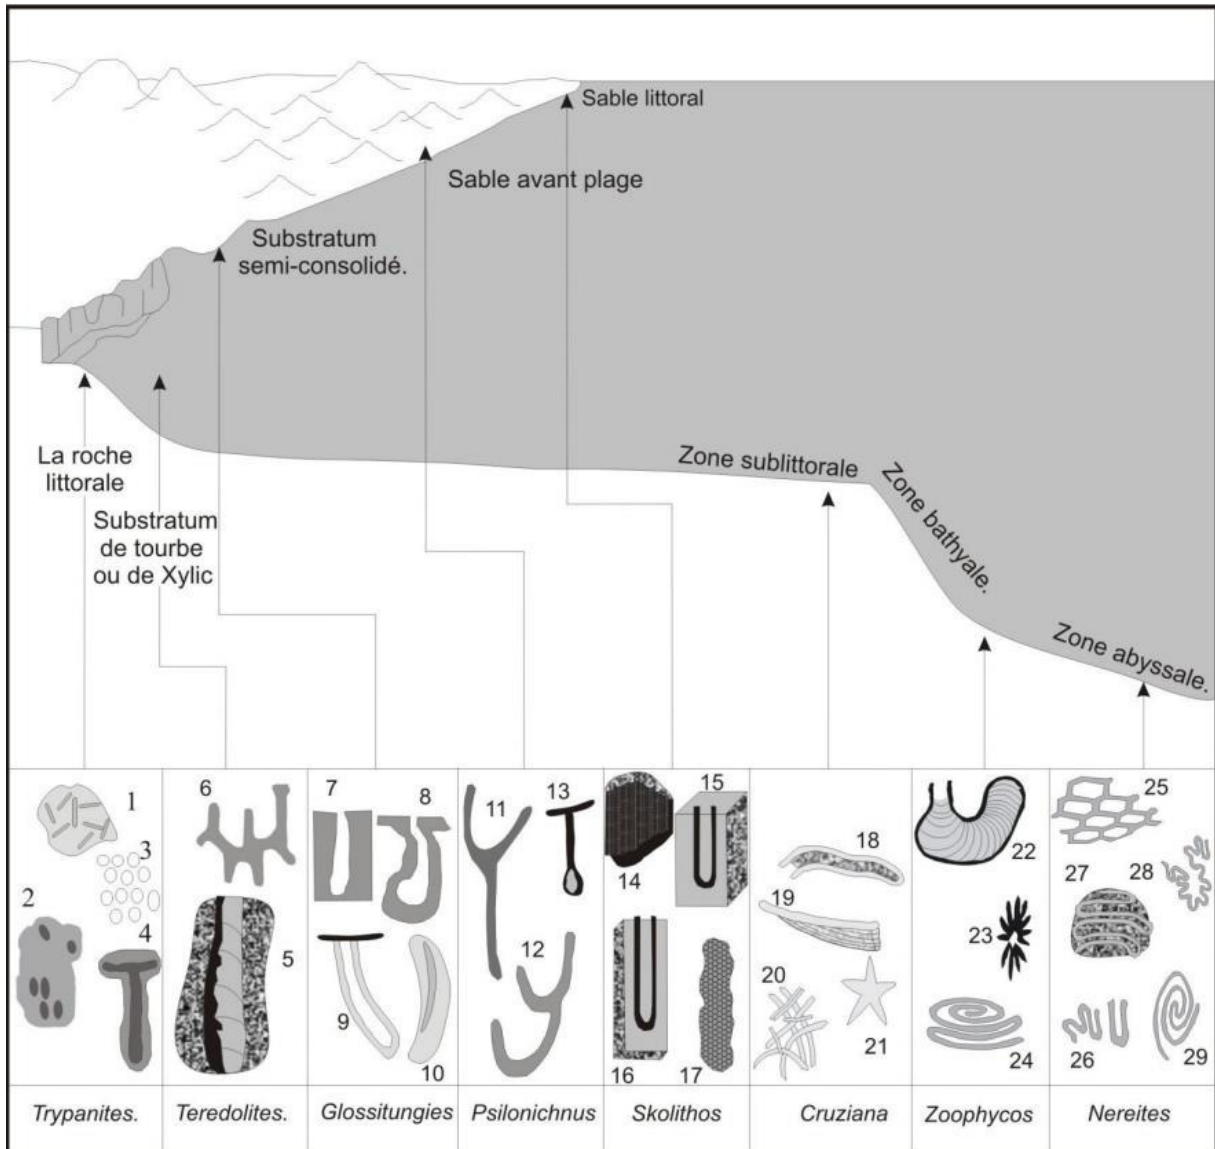 Sable littoral
Sable avant plage
Substratum
semi-consolidé.
La roche
littorale
Substratum
de tourbe
ou de Xylic
Zone sublittorale
Zone bathyale.
Zone abyssale.
1
2
3
4
5
6
7
8
9
10
11
12
13
14
15
16
17
18
19
20
21
22
23
24
25
26
27
28
29
Trypanites.
Teredolites.
Glossitungies
Psilonichnus
Skolithos
Cruziana
Zoophycos
Nereites